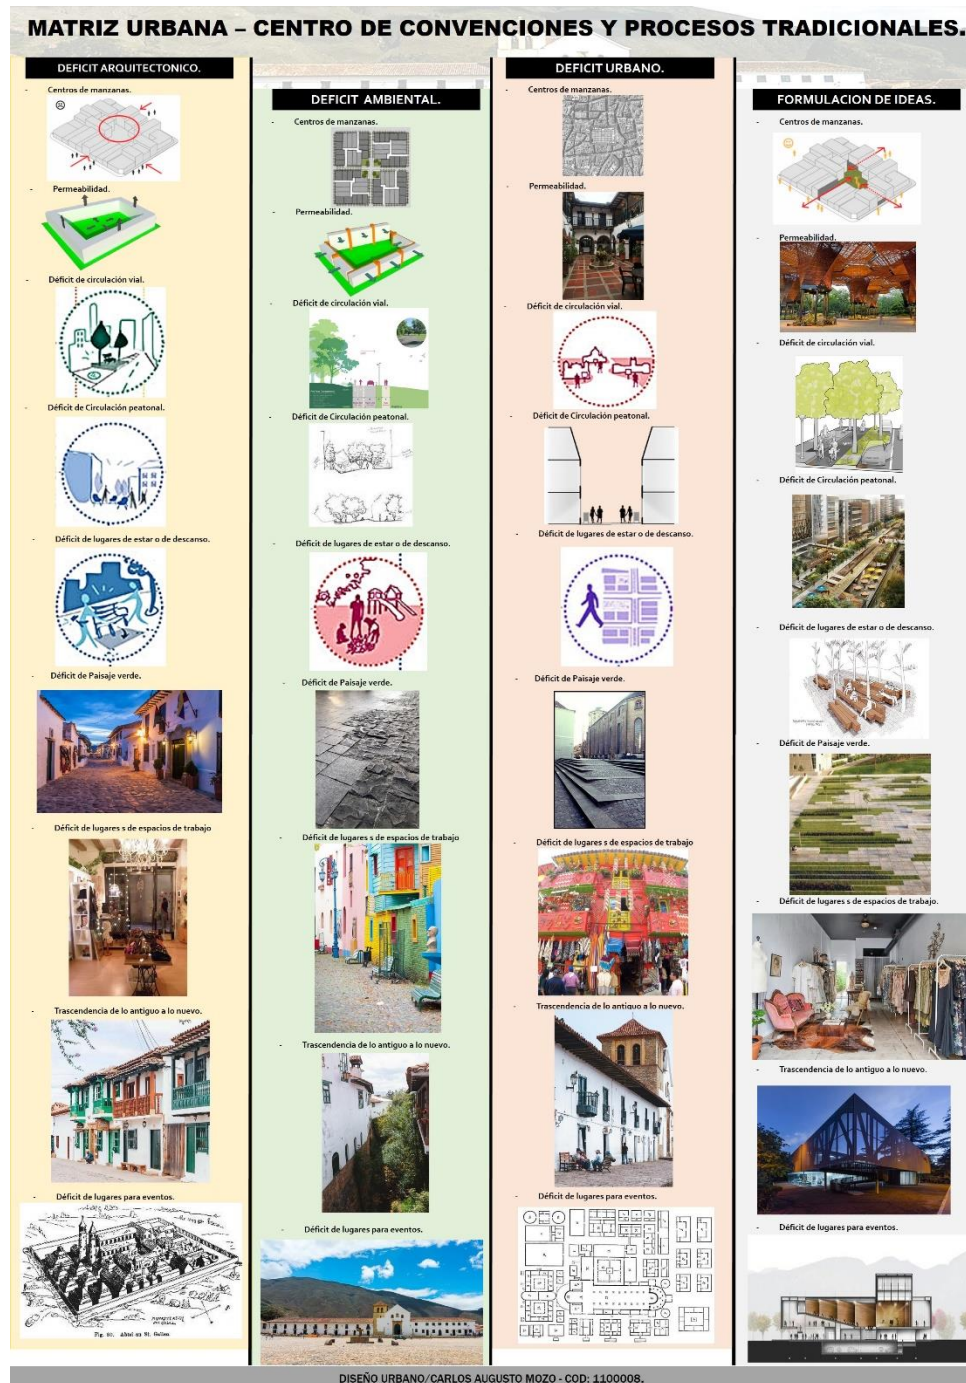 MATRIZ URBANA – CENTRO DE CONVENCIONES Y PROCESOS TRADICIONALES.
DEFICIT ARQUITECTONICO.
- Centros de manzanas.
- Permeabilidad.
- Déficit de circulación vial.
- Déficit de Circulación peatonal.
- Déficit de lugares de estar o de descanso.
- Déficit de Paisaje verde.
- Déficit de lugares s de espacios de trabajo
- Trascendencia de lo antiguo a lo nuevo.
- Déficit de lugares para eventos.
Fig. 80. Abtei au St. Gallen.
DEFICIT AMBIENTAL.
- Centros de manzanas.
- Permeabilidad.
- Déficit de circulación vial.
- Déficit de Circulación peatonal.
- Déficit de lugares de estar o de descanso.
- Déficit de Paisaje verde.
- Déficit de lugares s de espacios de trabajo
- Trascendencia de lo antiguo a lo nuevo.
- Déficit de lugares para eventos.
DEFICIT URBANO.
- Centros de manzanas.
- Permeabilidad.
- Déficit de circulación vial.
- Déficit de Circulación peatonal.
- Déficit de lugares de estar o de descanso.
- Déficit de Paisaje verde.
- Déficit de lugares s de espacios de trabajo
- Trascendencia de lo antiguo a lo nuevo.
- Déficit de lugares para eventos.
FORMULACION DE IDEAS.
- Centros de manzanas.
- Permeabilidad.
- Déficit de circulación vial.
- Déficit de Circulación peatonal.
- Déficit de lugares de estar o de descanso.
- Déficit de Paisaje verde.
- Déficit de lugares s de espacios de trabajo.
- Trascendencia de lo antiguo a lo nuevo.
- Déficit de lugares para eventos.
DISEÑO URBANO/CARLOS AUGUSTO MOZO - COD: 1100008.